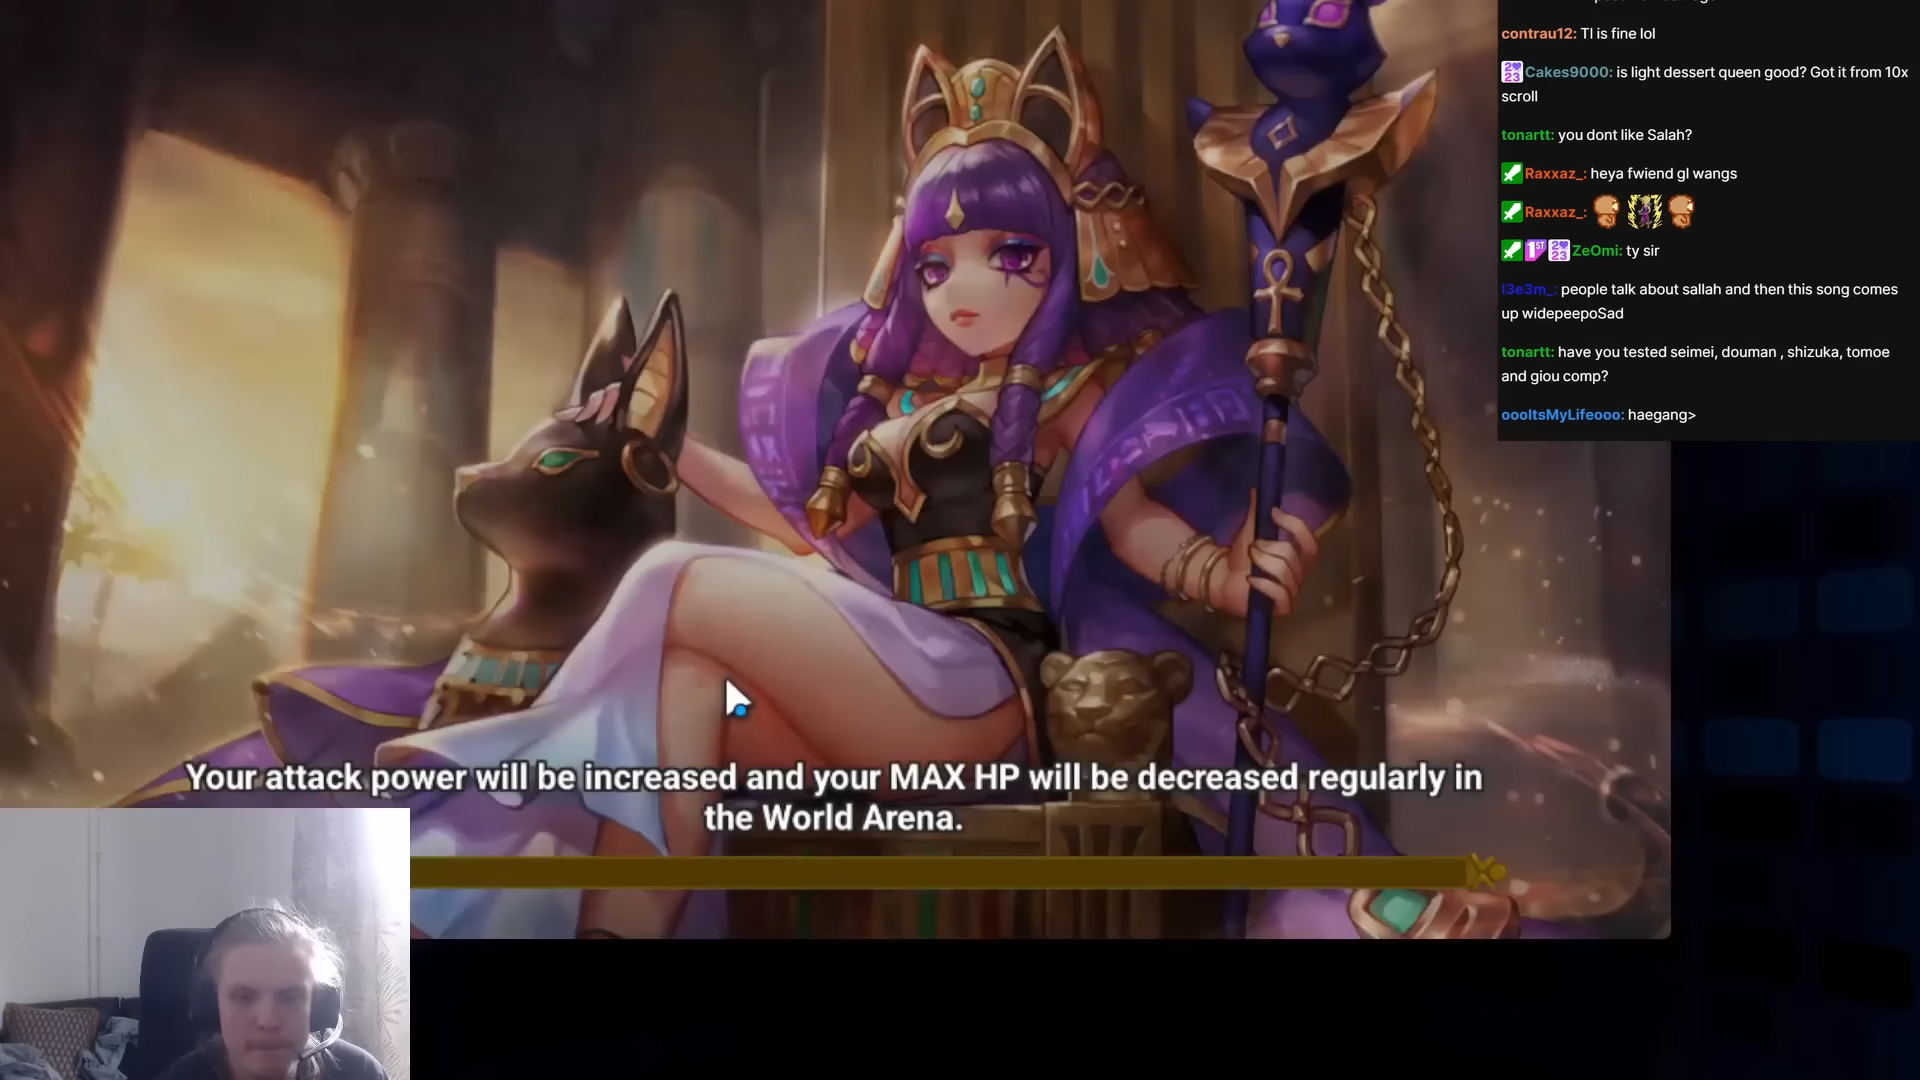 contrau12: Tl is fine lol
Cakes9000: is light dessert queen good? Got it from 10x
scroll
tonartt: you dont like Salah?
Raxxaz_: heya fwiend gl wangs
Raxxaz_:
1ST ZeOmi: ty sir
l3e3m_: people talk about sallah and then this song comes
up widepeepoSad
tonartt: have you tested seimei, douman , shizuka, tomoe
and giou comp?
oooItsMyLifeooo: haegang>
Your attack power will be increased and your MAX HP will be decreased regularly in
the World Arena.